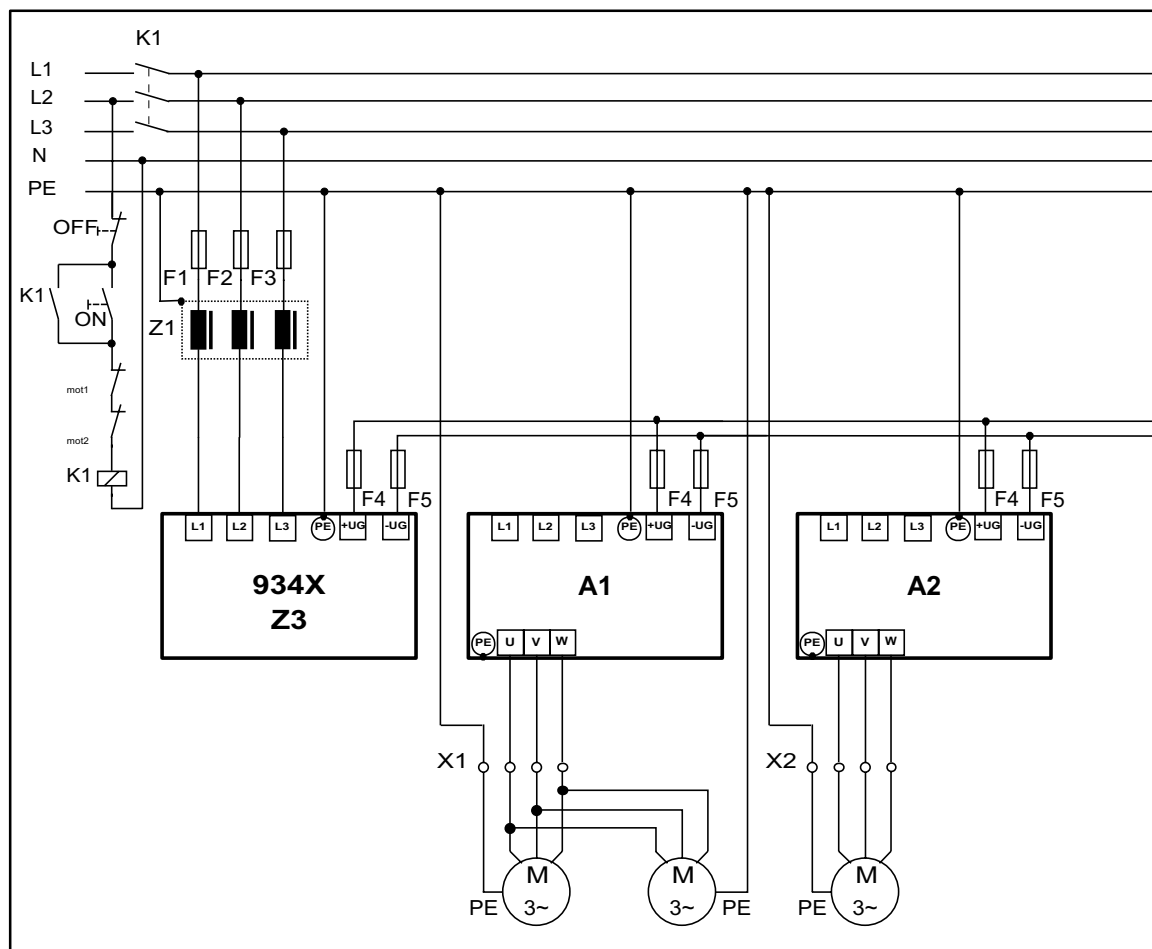 K1
L1
L2
L3
N
PE
OFF
F1 F2 F3
K1
ON
Z1
mot1
mot2
K1
F4 F5
F4 F5
F4 F5
L1 L2 L3 PE +UG -UG
L1 L2 L3 PE +UG -UG
L1 L2 L3 PE +UG -UG
934X
Z3
A1
A2
PE U V W
PE U V W
X1
X2
M
3~
M
3~
M
3~
PE
PE
PE